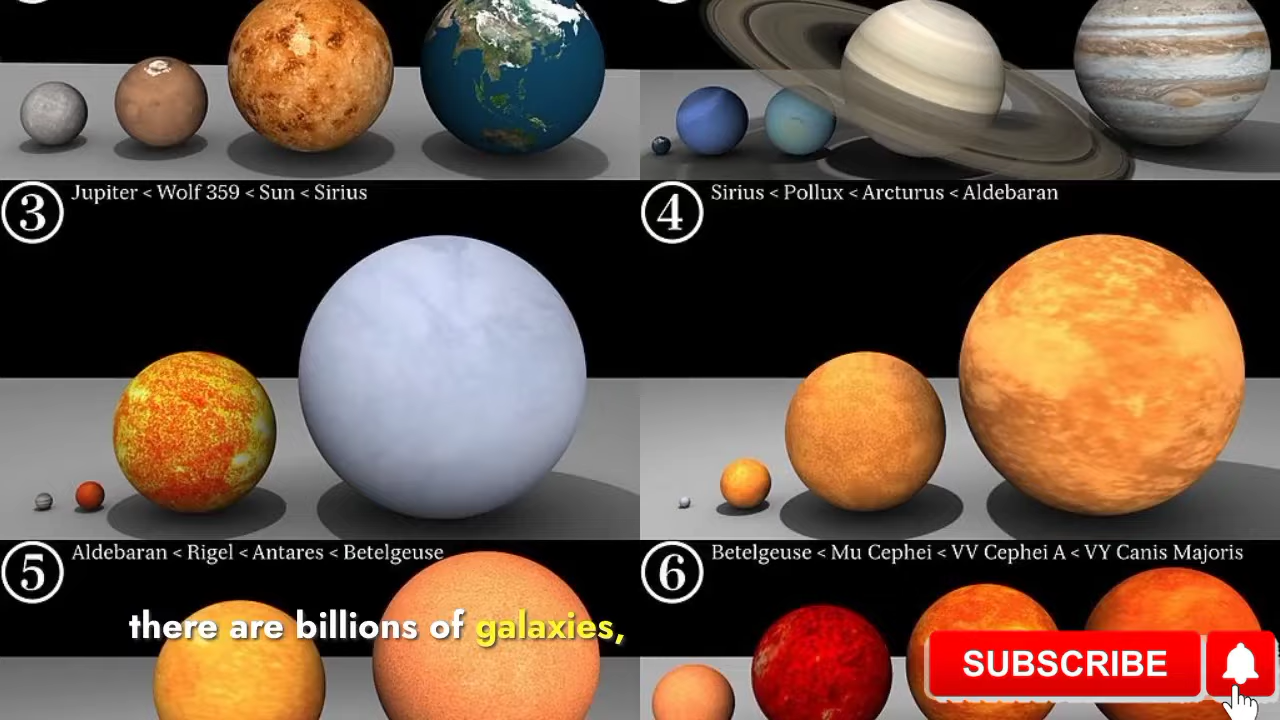 3
Jupiter < Wolf 359 < Sun < Sirius
4
Sirius < Pollux < Arcturus < Aldebaran
5
Aldebaran < Rigel < Antares < Betelgeuse
6
Betelgeuse < Mu Cephei < VV Cephei A < VY Canis Majoris
there are billions of galaxies,
SUBSCRIBE